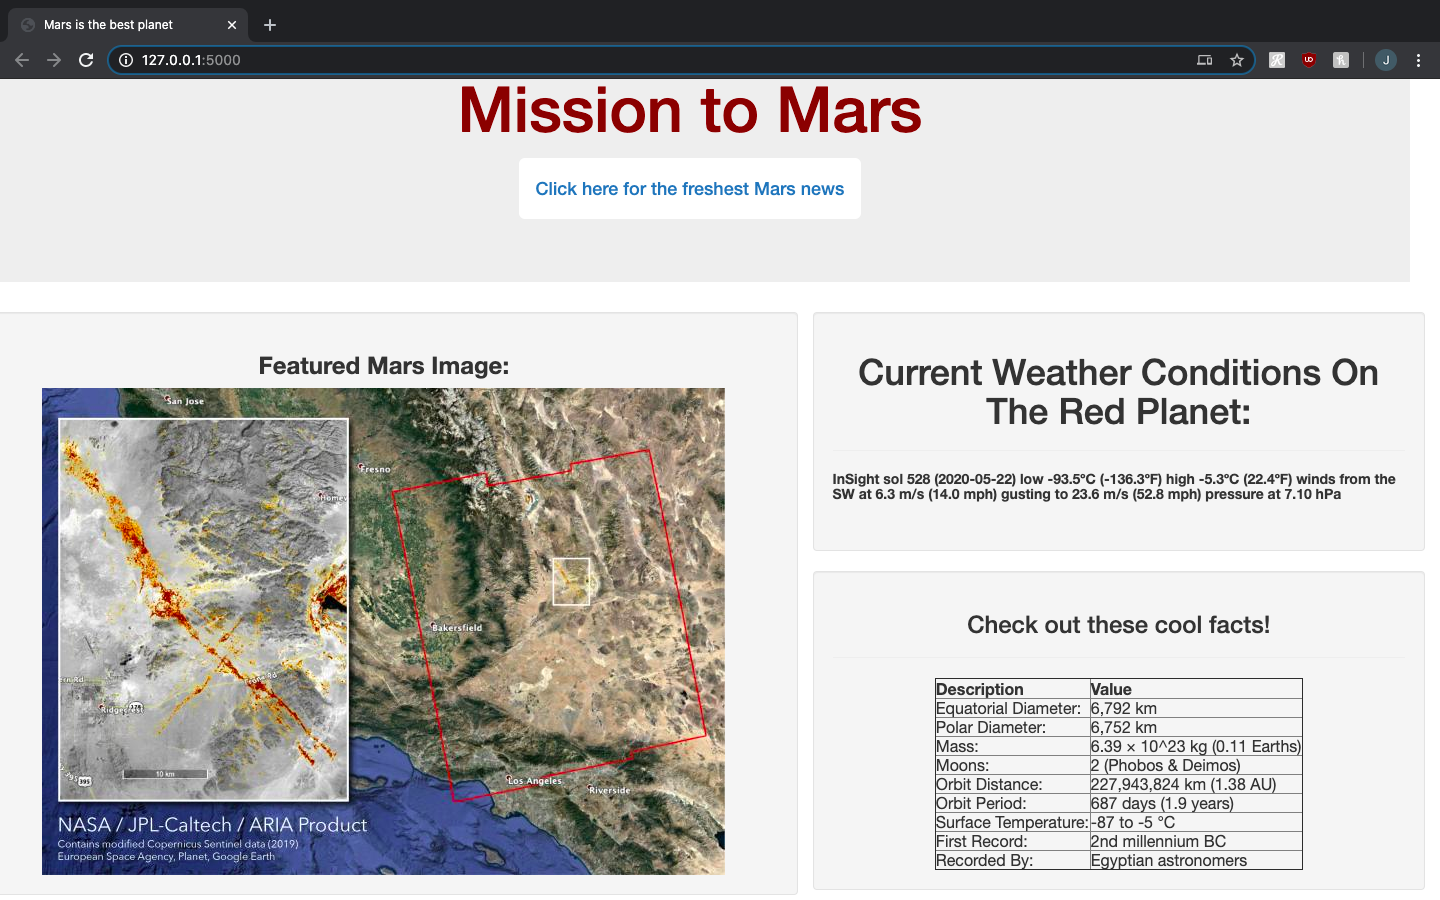 Mars is the best planet
127.0.0.1:5000
J
Mission to Mars
Click here for the freshest Mars news
Featured Mars Image:
San Jose
Fresno
Bakersfield
Ridgecrest
395
10 km
Los Angeles
Riverside
NASA / JPL-Caltech / ARIA Product
Contains modified Copernicus Sentinel data (2019)
European Space Agency, Planet, Google Earth
Current Weather Conditions On
The Red Planet:
InSight sol 528 (2020-05-22) low -93.5ºC (-136.3ºF) high -5.3ºC (22.4ºF) winds from the
SW at 6.3 m/s (14.0 mph) gusting to 23.6 m/s (52.8 mph) pressure at 7.10 hPa
Check out these cool facts!
Description Value
Equatorial Diameter: 6,792 km
Polar Diameter: 6,752 km
Mass: 6.39 × 10^23 kg (0.11 Earths)
Moons: 2 (Phobos & Deimos)
Orbit Distance: 227,943,824 km (1.38 AU)
Orbit Period: 687 days (1.9 years)
Surface Temperature: -87 to -5 °C
First Record: 2nd millennium BC
Recorded By: Egyptian astronomers